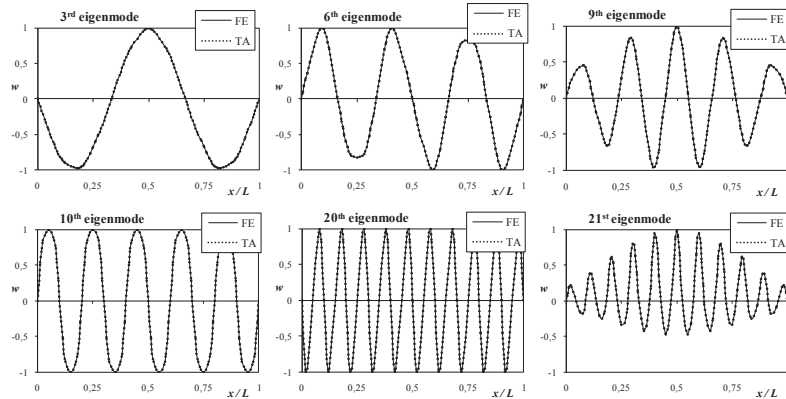 3rd eigenmode
FE
TA
1
0,5
w
0
-0,5
-1
0
0,25
0,5
0,75
1
x/L
6th eigenmode
FE
TA
1
0,5
w
0
-0,5
-1
0
0,25
0,5
0,75
1
x/L
9th eigenmode
FE
TA
1
0,5
w
0
-0,5
-1
0
0,25
0,5
0,75
1
x/L
10th eigenmode
FE
TA
1
0,5
w
0
-0,5
-1
0
0,25
0,5
0,75
1
x/L
20th eigenmode
FE
TA
1
0,5
w
0
-0,5
-1
0
0,25
0,5
0,75
1
x/L
21st eigenmode
FE
TA
1
0,5
w
0
-0,5
-1
0
0,25
0,5
0,75
1
x/L